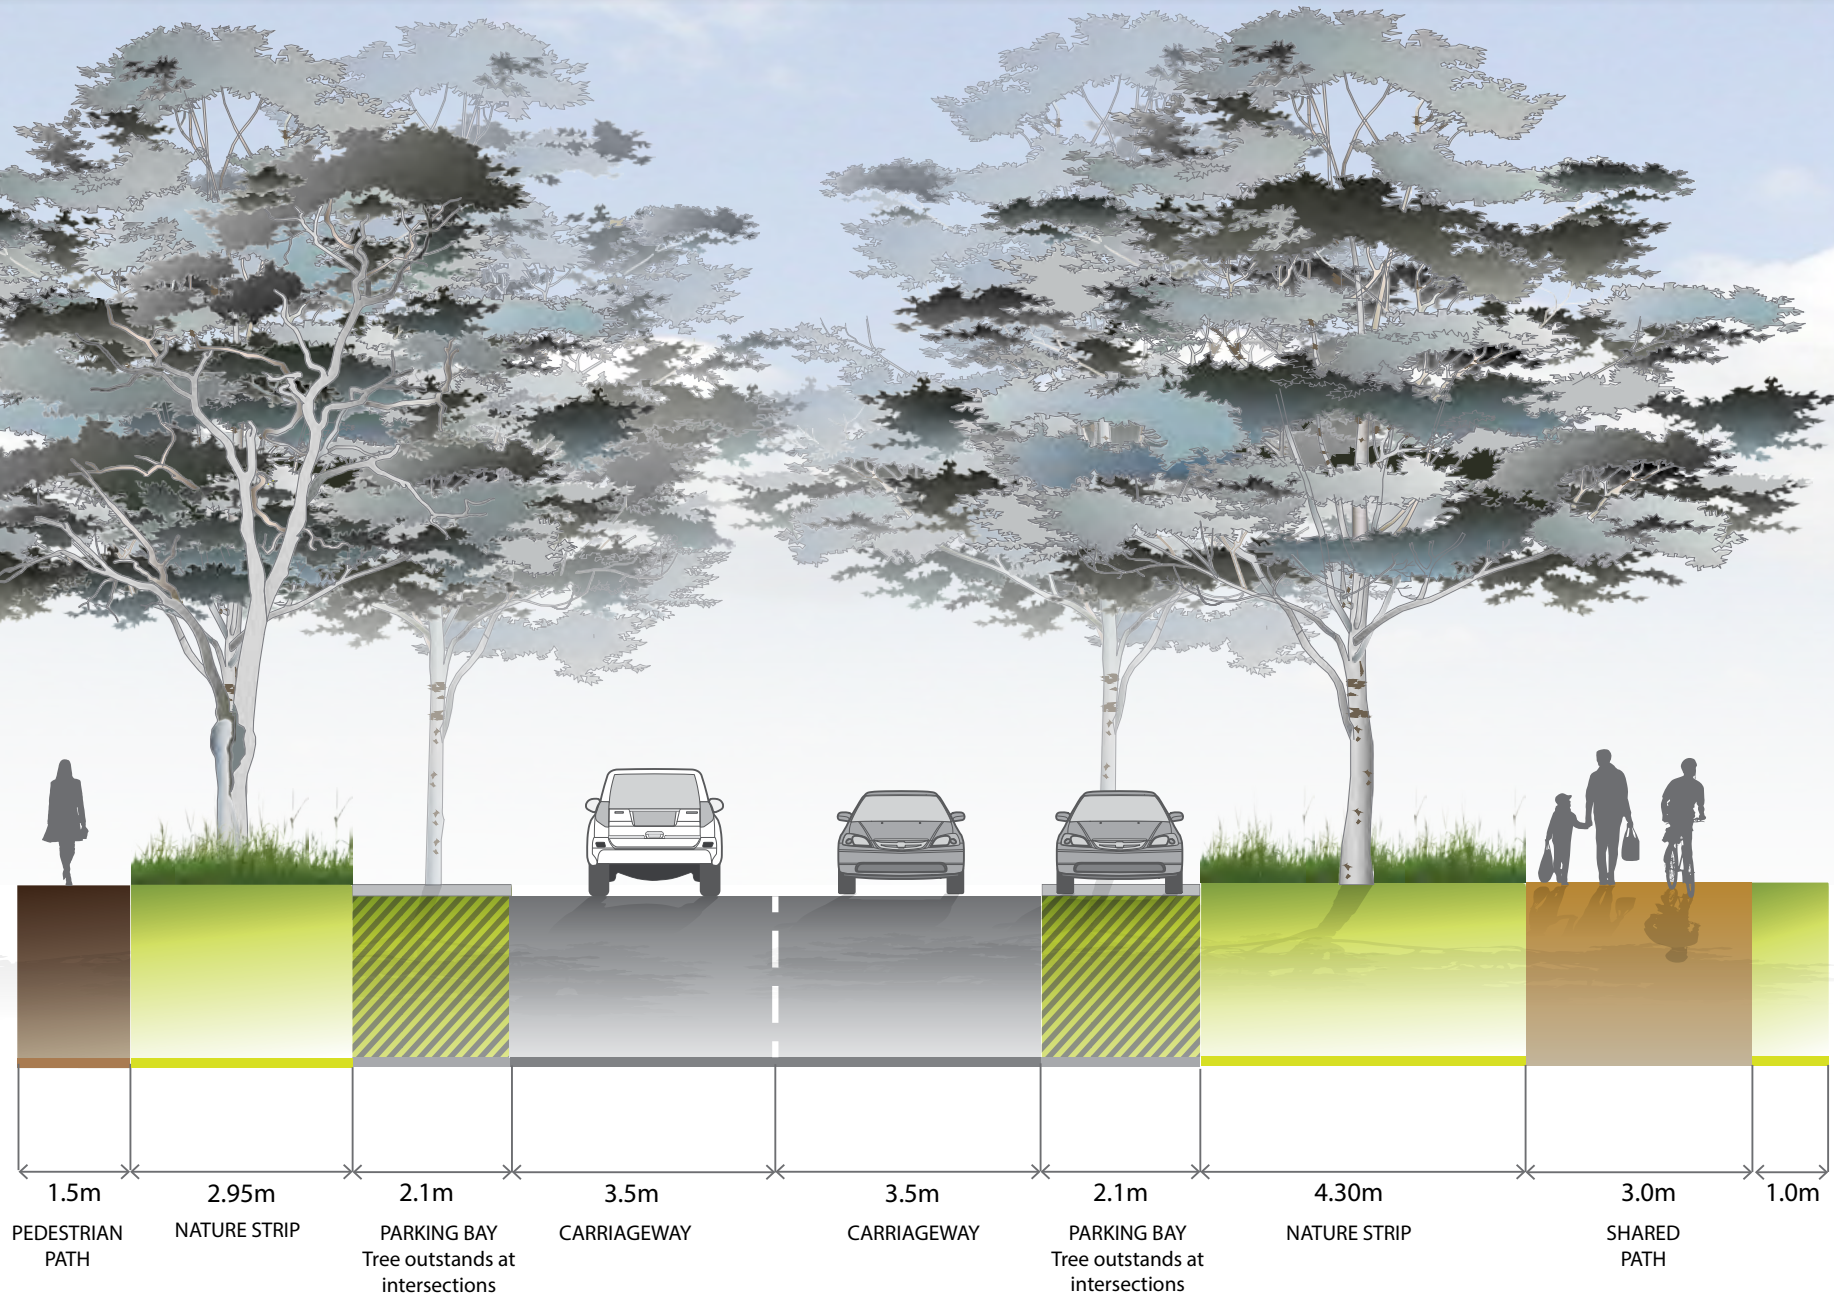 1.5m
2.95m
2.1m
3.5m
3.5m
2.1m
4.30m
3.0m
1.0m
PEDESTRIAN
PATH
NATURE STRIP
PARKING BAY
Tree outstands at
intersections
CARRIAGEWAY
CARRIAGEWAY
PARKING BAY
Tree outstands at
intersections
NATURE STRIP
SHARED
PATH